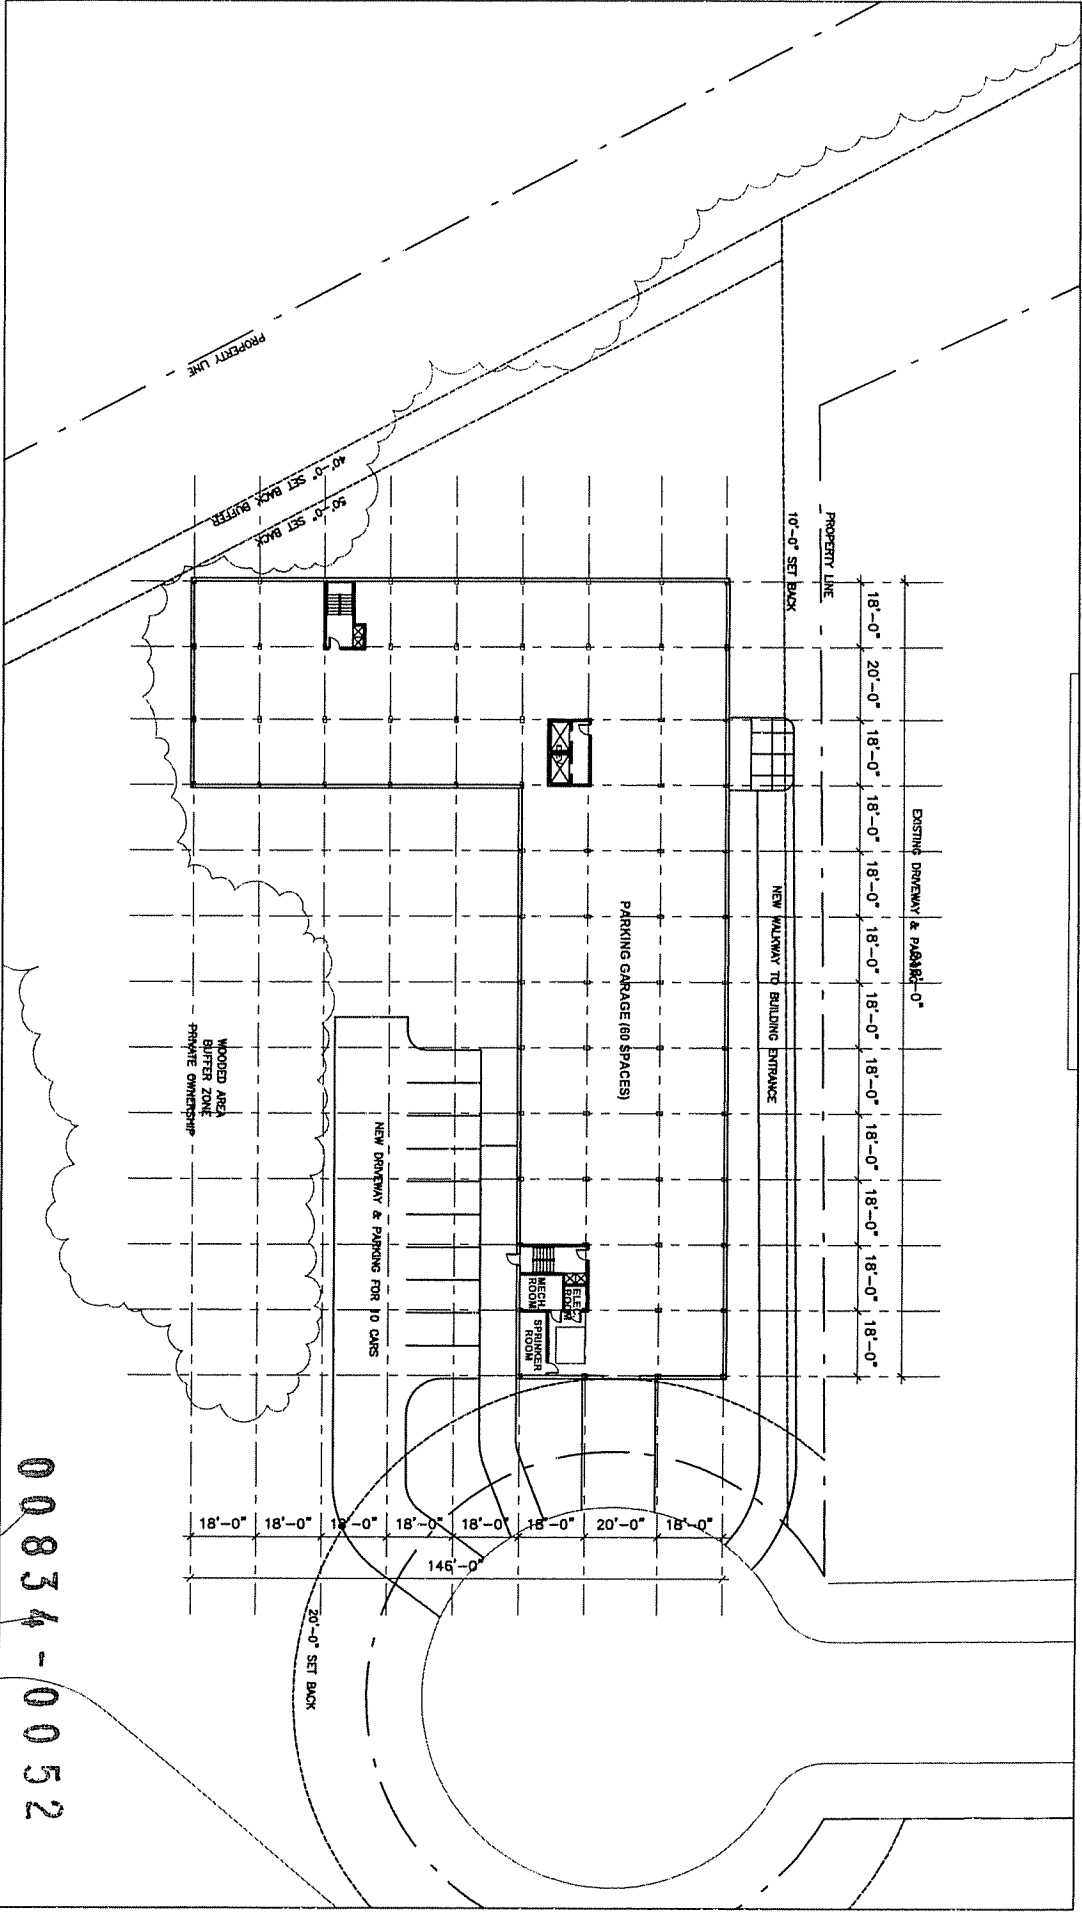 PROPERTY LINE
40'-0" SET BACK BUFFER
50'-0" SET BACK
PROPERTY LINE
10'-0" SET BACK
18'-0"
20'-0"
18'-0"
18'-0"
18'-0"
18'-0"
18'-0"
18'-0"
18'-0"
18'-0"
18'-0"
18'-0"
EXISTING DRIVEWAY & PARKING
NEW WALKWAY TO BUILDING ENTRANCE
PARKING GARAGE (60 SPACES)
MECH.
ROOM
ELEC
ROOM
SPRINKER
ROOM
NEW DRIVEWAY & PARKING FOR 10 CARS
WOODED AREA
BUFFER ZONE
PRIVATE OWNERSHIP
18'-0"
18'-0"
18'-0"
18'-0"
18'-0"
18'-0"
20'-0"
18'-0"
146'-0"
20'-0" SET BACK
00834-0052